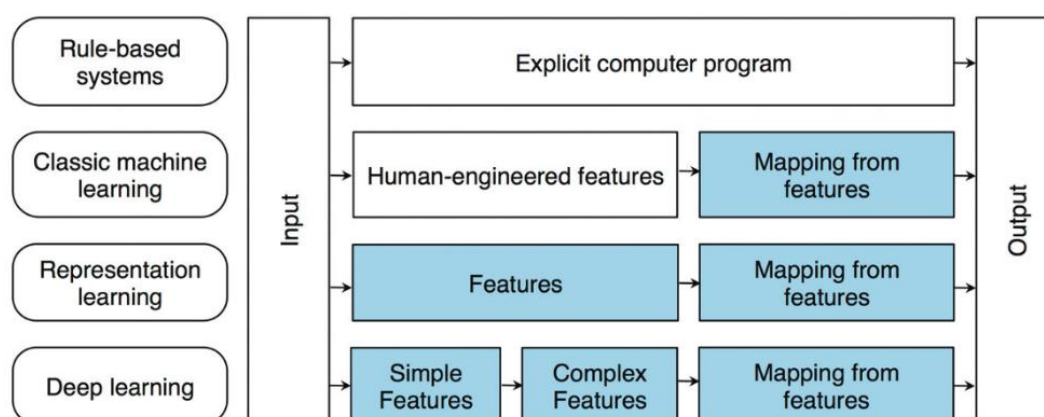 Rule-based
systems
Input
Explicit computer program
Output
Classic machine
learning
Human-engineered features
Mapping from
features
Representation
learning
Features
Mapping from
features
Deep learning
Simple
Features
Complex
Features
Mapping from
features